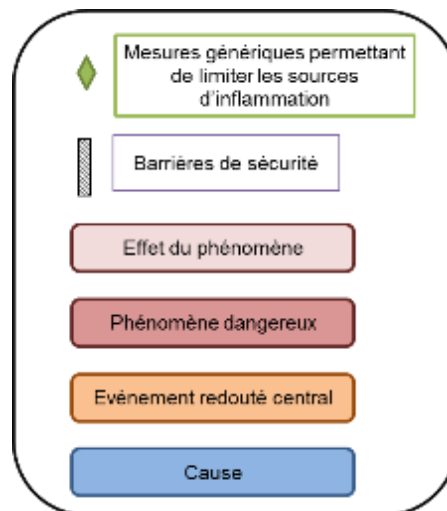 Mesures génériques permettant
de limiter les sources
d'inflammation
Barrières de sécurité
Effet du phénomène
Phénomène dangereux
Evénement redouté central
Cause